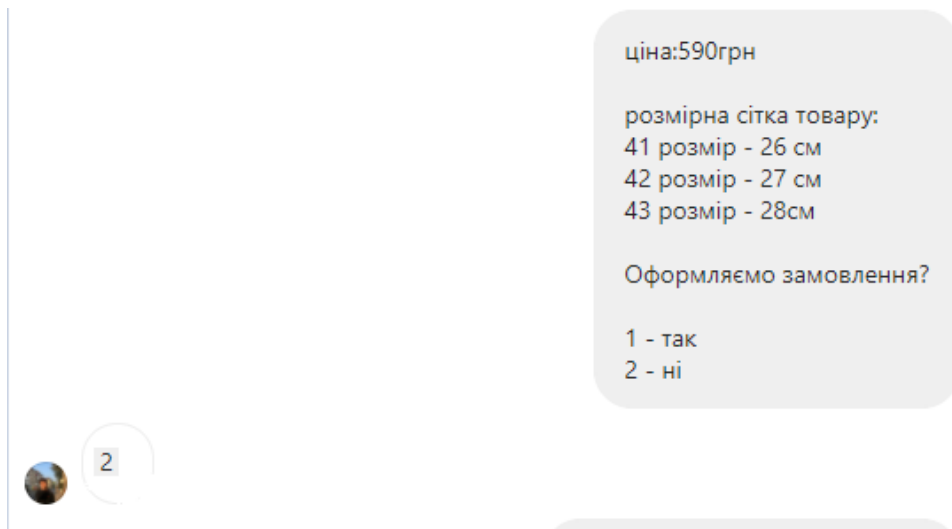 ціна:590грн
розмірна сітка товару:
41 розмір - 26 см
42 розмір - 27 см
43 розмір - 28см
Оформляємо замовлення?
1 - так
2 - ні
2